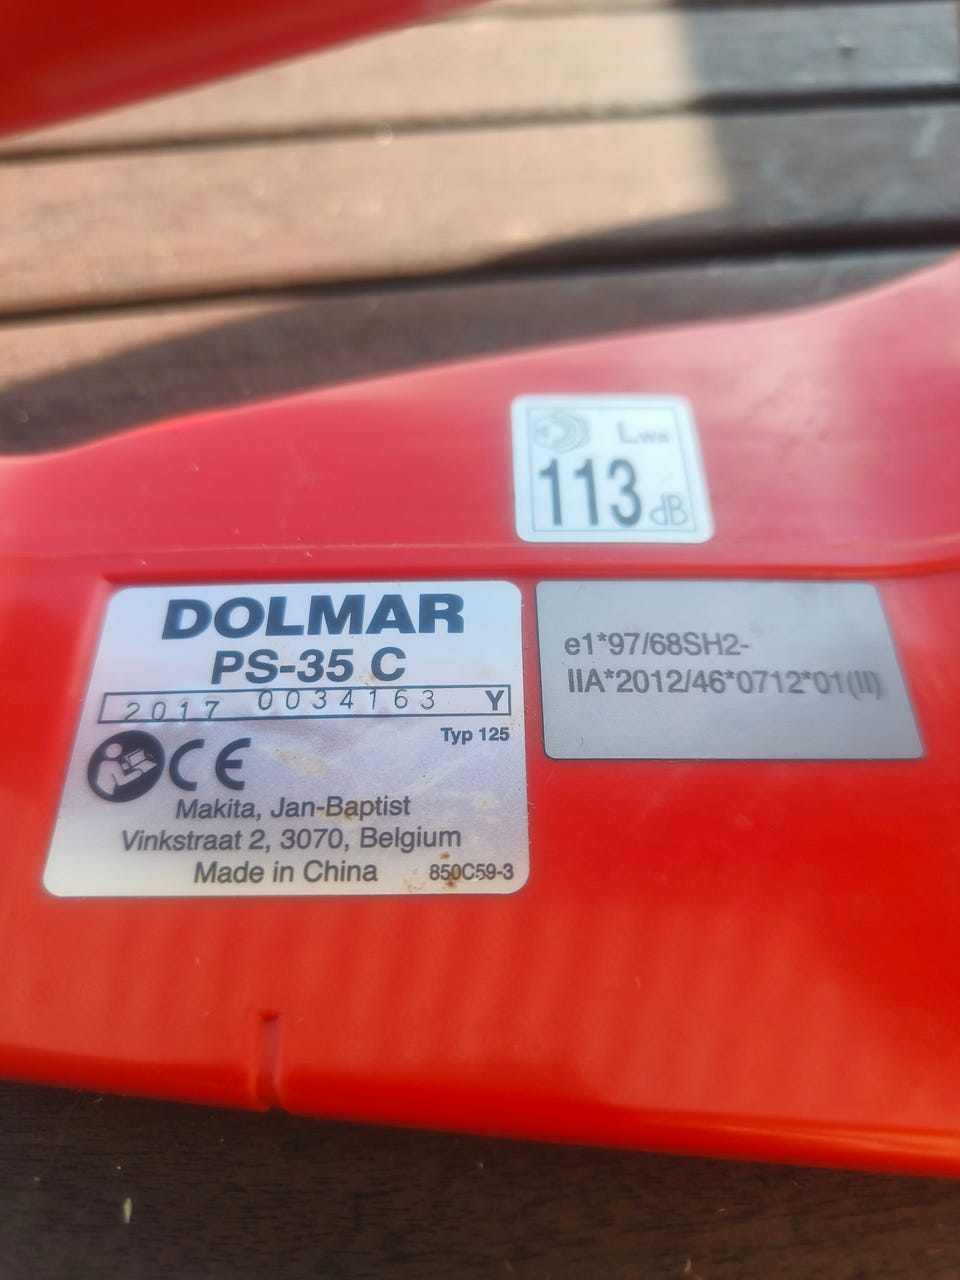 LWA
113 dB
DOLMAR
PS-35 C
2017 0034163 Y
Typ 125
CE
Makita, Jan-Baptist
Vinkstraat 2, 3070, Belgium
Made in China 850C59-3
e1*97/68SH2-
IIA*2012/46*0712*01(II)